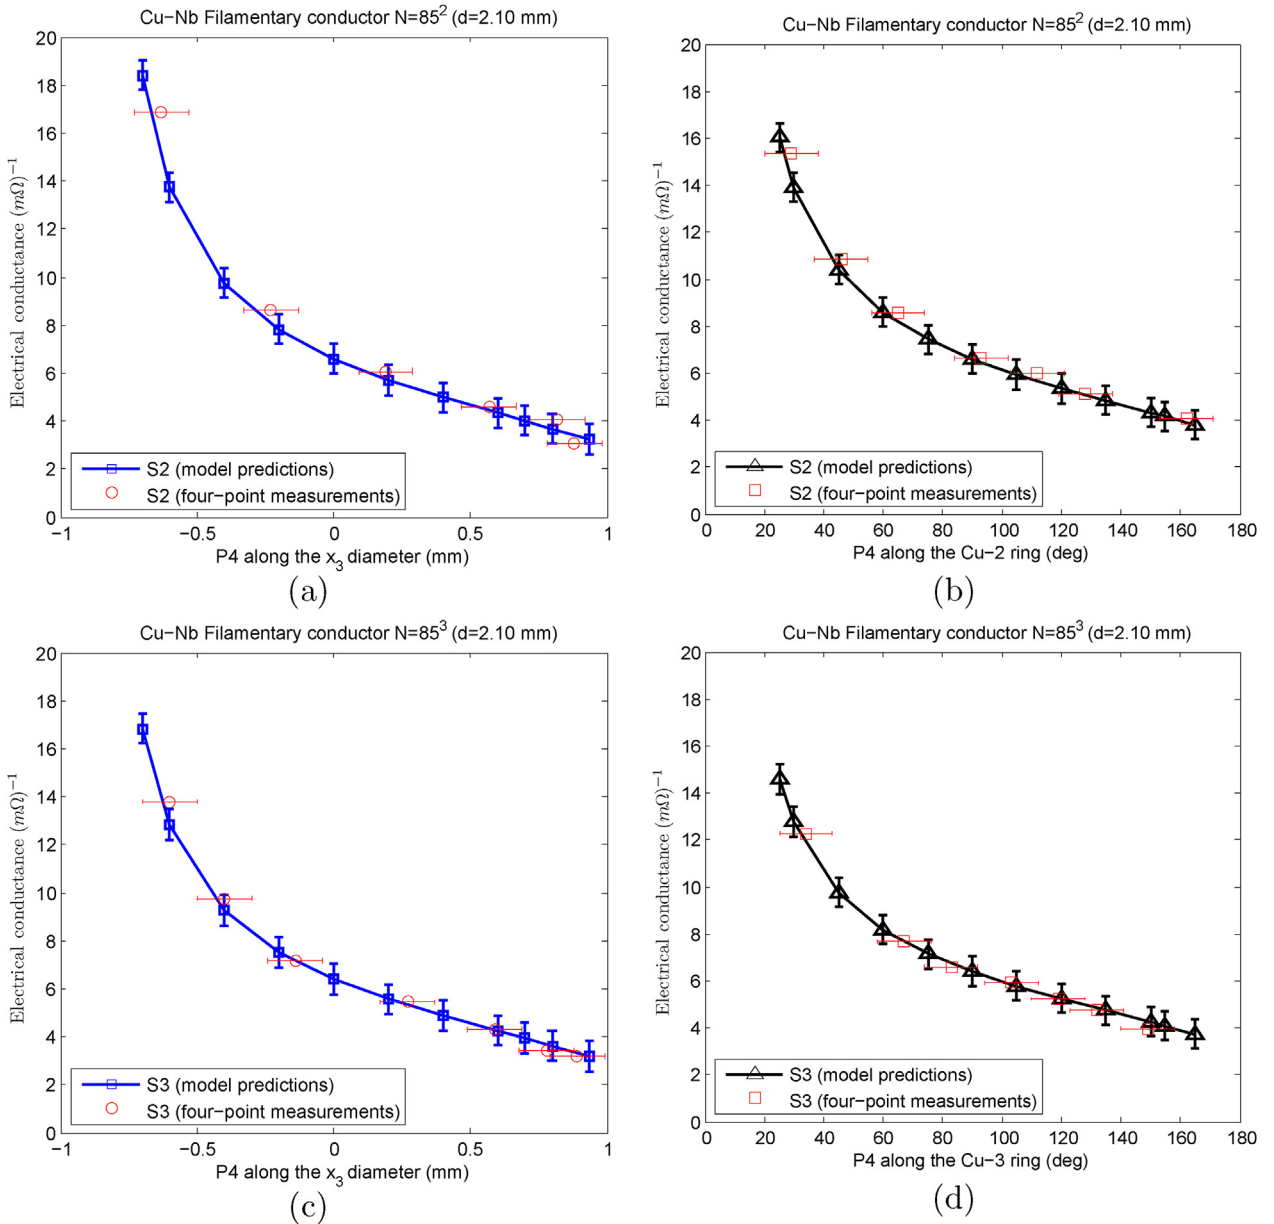 Cu−Nb Filamentary conductor N=85² (d=2.10 mm)
Electrical conductance (mΩ)⁻¹
20
18
16
14
12
10
8
6
4
2
0
S2 (model predictions)
S2 (four−point measurements)
−1 −0.5 0 0.5 1
P4 along the x₃ diameter (mm)
(a)
Cu−Nb Filamentary conductor N=85² (d=2.10 mm)
Electrical conductance (mΩ)⁻¹
20
18
16
14
12
10
8
6
4
2
0
S2 (model predictions)
S2 (four−point measurements)
0 20 40 60 80 100 120 140 160 180
P4 along the Cu−2 ring (deg)
(b)
Cu−Nb Filamentary conductor N=85³ (d=2.10 mm)
Electrical conductance (mΩ)⁻¹
20
18
16
14
12
10
8
6
4
2
0
S3 (model predictions)
S3 (four−point measurements)
−1 −0.5 0 0.5 1
P4 along the x₃ diameter (mm)
(c)
Cu−Nb Filamentary conductor N=85³ (d=2.10 mm)
Electrical conductance (mΩ)⁻¹
20
18
16
14
12
10
8
6
4
2
0
S3 (model predictions)
S3 (four−point measurements)
0 20 40 60 80 100 120 140 160 180
P4 along the Cu−3 ring (deg)
(d)